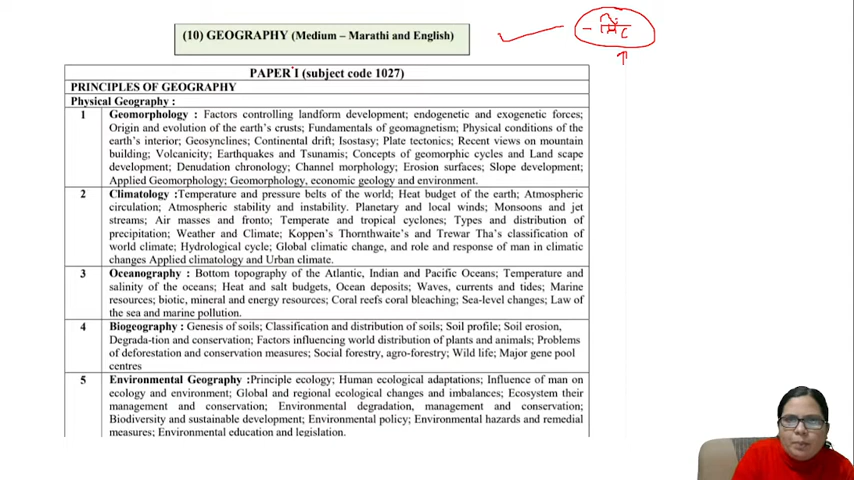 (10) GEOGRAPHY (Medium – Marathi and English)
PAPER I (subject code 1027)
PRINCIPLES OF GEOGRAPHY
Physical Geography :
1 Geomorphology : Factors controlling landform development; endogenetic and exogenetic forces;
Origin and evolution of the earth's crusts; Fundamentals of geomagnetism; Physical conditions of the
earth's interior; Geosynclines; Continental drift; Isostasy; Plate tectonics; Recent views on mountain
building; Volcanicity; Earthquakes and Tsunamis; Concepts of geomorphic cycles and Land scape
development; Denudation chronology; Channel morphology; Erosion surfaces; Slope development;
Applied Geomorphology; Geomorphology, economic geology and environment.
2 Climatology :Temperature and pressure belts of the world; Heat budget of the earth; Atmospheric
circulation; Atmospheric stability and instability. Planetary and local winds; Monsoons and jet
streams; Air masses and fronto; Temperate and tropical cyclones; Types and distribution of
precipitation; Weather and Climate; Koppen's Thornthwaite's and Trewar Tha's classification of
world climate; Hydrological cycle; Global climatic change, and role and response of man in climatic
changes Applied climatology and Urban climate.
3 Oceanography : Bottom topography of the Atlantic, Indian and Pacific Oceans; Temperature and
salinity of the oceans; Heat and salt budgets, Ocean deposits; Waves, currents and tides; Marine
resources; biotic, mineral and energy resources; Coral reefs coral bleaching; Sea-level changes; Law of
the sea and marine pollution.
4 Biogeography : Genesis of soils; Classification and distribution of soils; Soil profile; Soil erosion,
Degrada-tion and conservation; Factors influencing world distribution of plants and animals; Problems
of deforestation and conservation measures; Social forestry, agro-forestry; Wild life; Major gene pool
centres
5 Environmental Geography :Principle ecology; Human ecological adaptations; Influence of man on
ecology and environment; Global and regional ecological changes and imbalances; Ecosystem their
management and conservation; Environmental degradation, management and conservation;
Biodiversity and sustainable development; Environmental policy; Environmental hazards and remedial
measures; Environmental education and legislation.